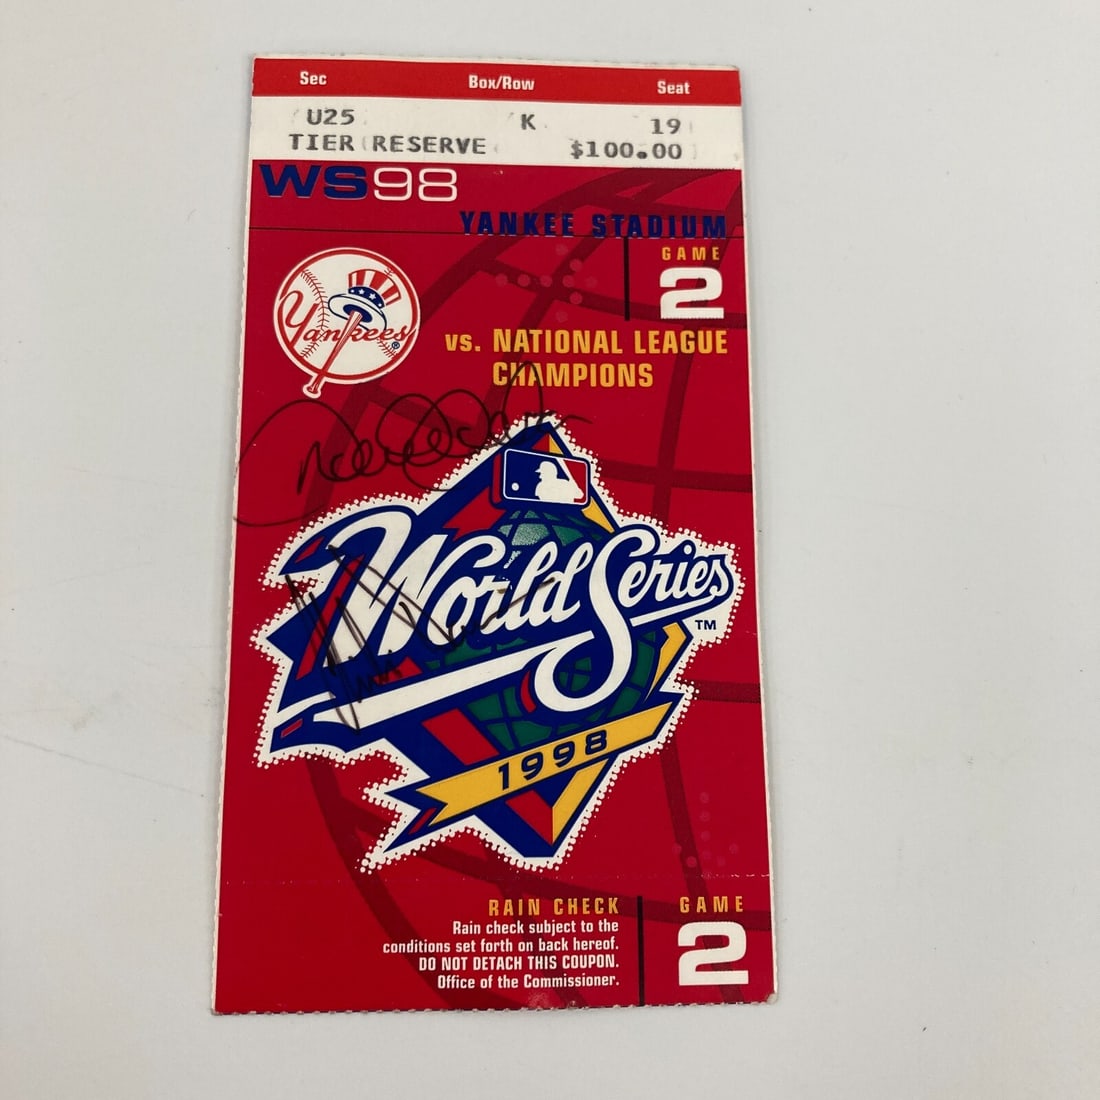 Sec Box/Row Seat
U25 K 19
TIER RESERVE $100.00
WS98
YANKEE STADIUM
GAME
2
Yankees ®
vs. NATIONAL LEAGUE
CHAMPIONS
World Series TM
1998
RAIN CHECK
Rain check subject to the
conditions set forth on back hereof.
DO NOT DETACH THIS COUPON.
Office of the Commissioner.
GAME
2